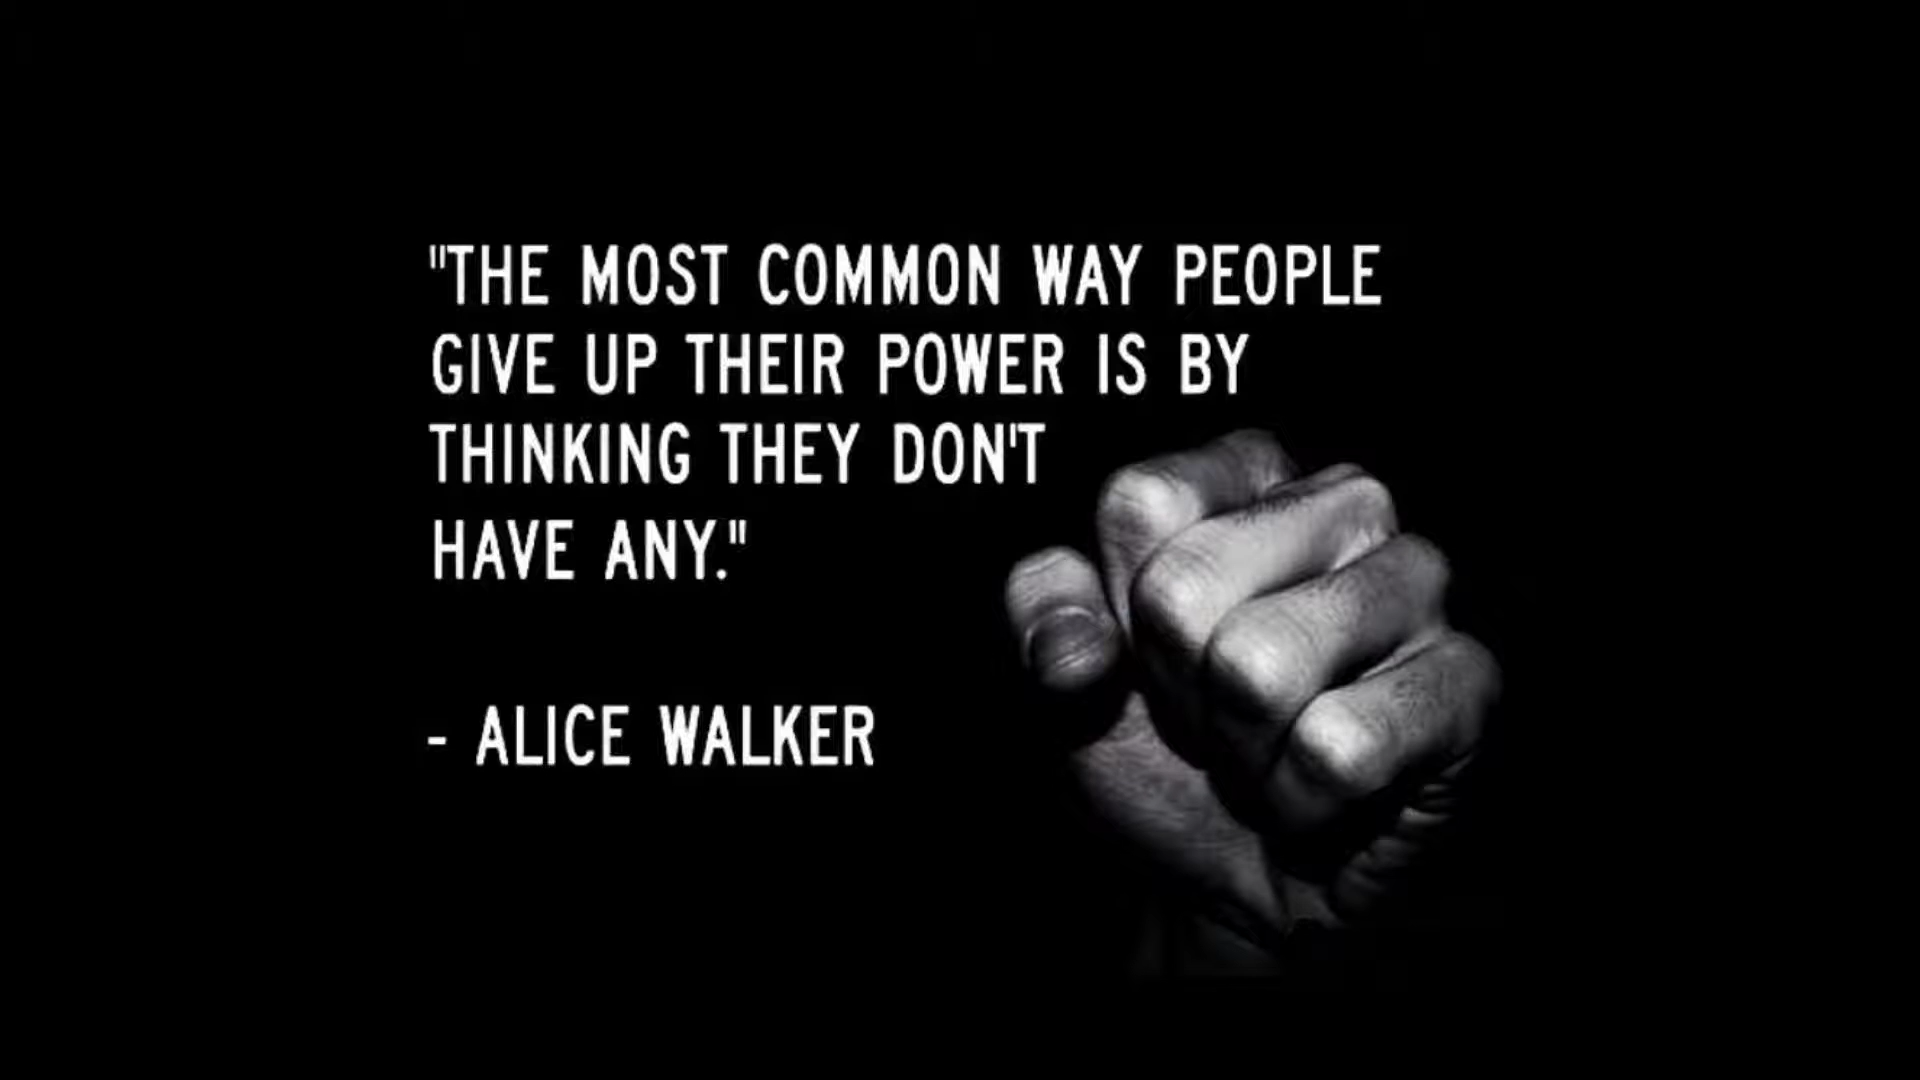 "THE MOST COMMON WAY PEOPLE
GIVE UP THEIR POWER IS BY
THINKING THEY DON'T
HAVE ANY."
- ALICE WALKER